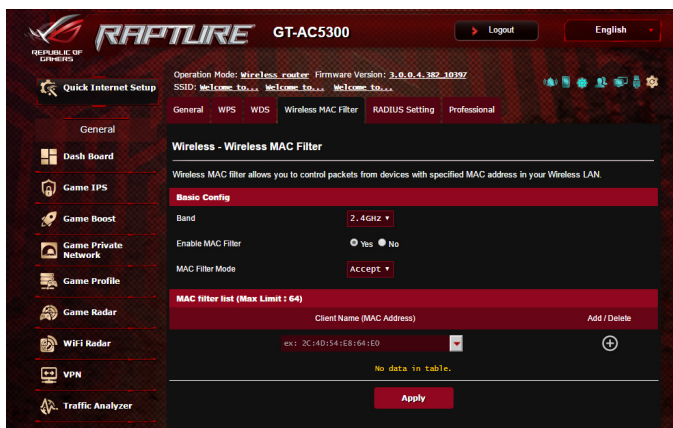 REPUBLIC OF
GAMERS
RAPTURE GT-AC5300
Logout
English
Operation Mode: Wireless router Firmware Version: 3.0.0.4.382_10397
SSID: Welcome to... Welcome to... Welcome to...
Quick Internet Setup
General WPS WDS Wireless MAC Filter RADIUS Setting Professional
General
Dash Board
Game IPS
Game Boost
Game Private
Network
Game Profile
Game Radar
WiFi Radar
VPN
Traffic Analyzer
Wireless - Wireless MAC Filter
Wireless MAC filter allows you to control packets from devices with specified MAC address in your Wireless LAN.
Basic Config
Band 2.4GHz
Enable MAC Filter Yes No
MAC Filter Mode Accept
MAC filter list (Max Limit : 64)
Client Name (MAC Address) Add / Delete
ex: 2C:4D:54:E8:64:E0
No data in table.
Apply